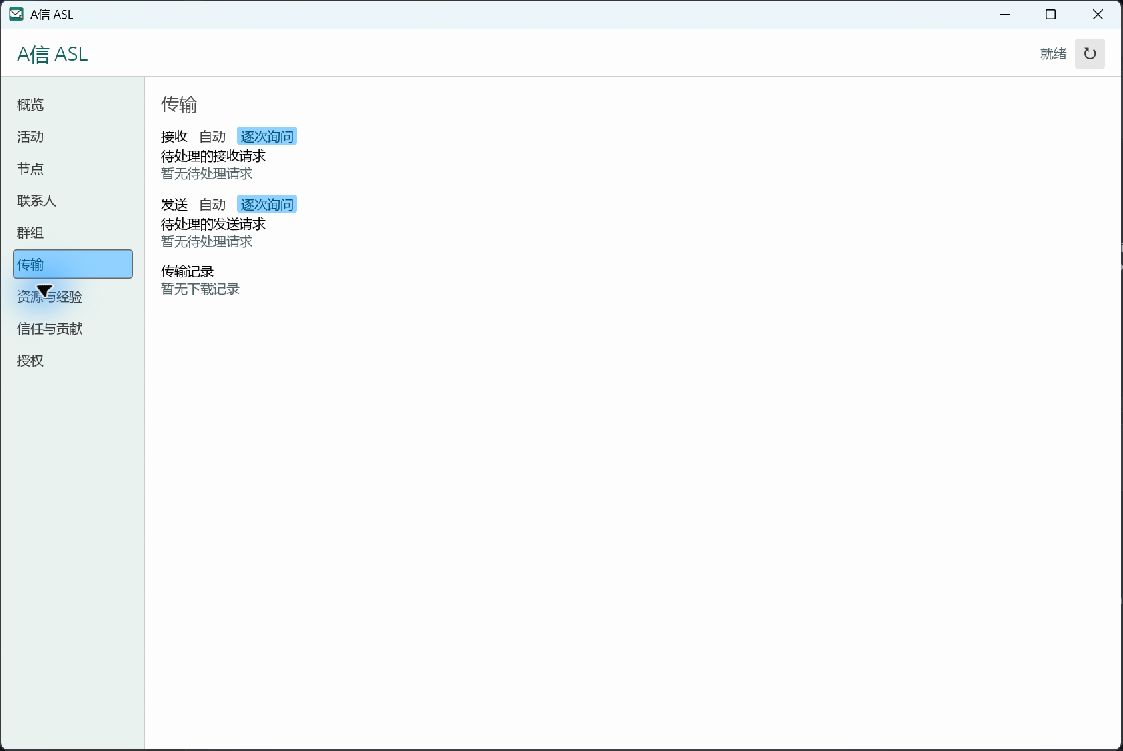 A信 ASL
A信 ASL
就绪
概览
活动
节点
联系人
群组
传输
资源与经验
信任与贡献
授权
传输
接收 自动 逐次询问
待处理的接收请求
暂无待处理请求
发送 自动 逐次询问
待处理的发送请求
暂无待处理请求
传输记录
暂无下载记录